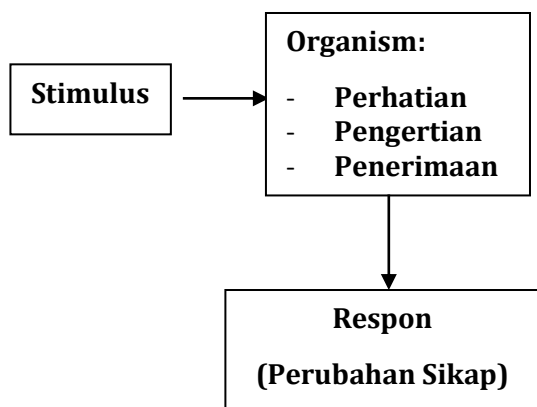 Stimulus
Organism:
- Perhatian
- Pengertian
- Penerimaan
Respon
(Perubahan Sikap)